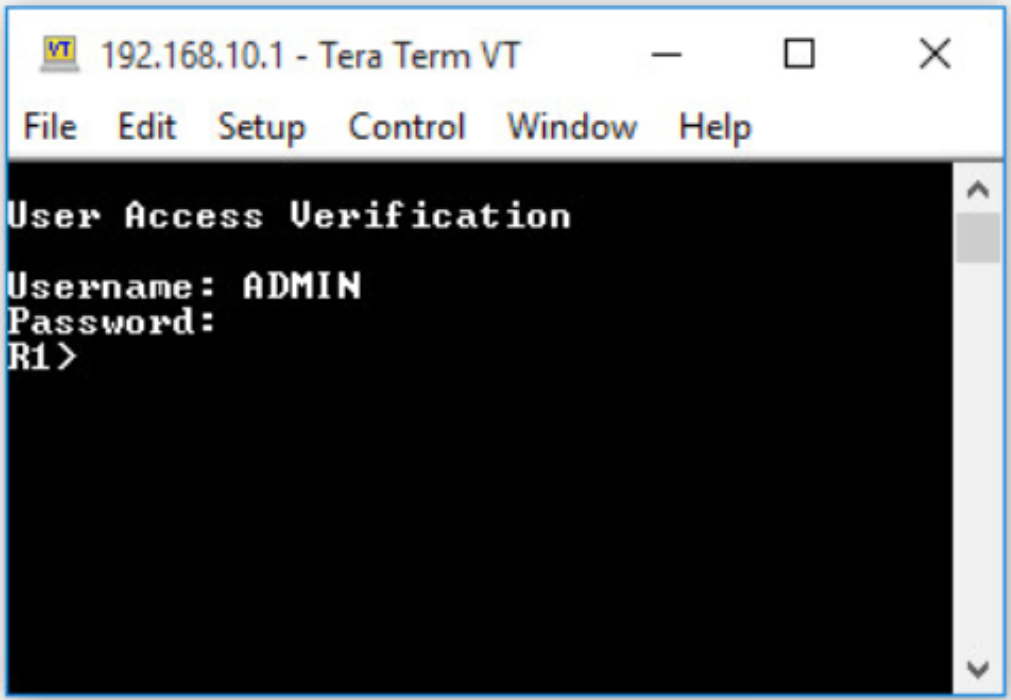 VT 192.168.10.1 - Tera Term VT
File Edit Setup Control Window Help
User Access Verification
Username: ADMIN
Password:
R1>